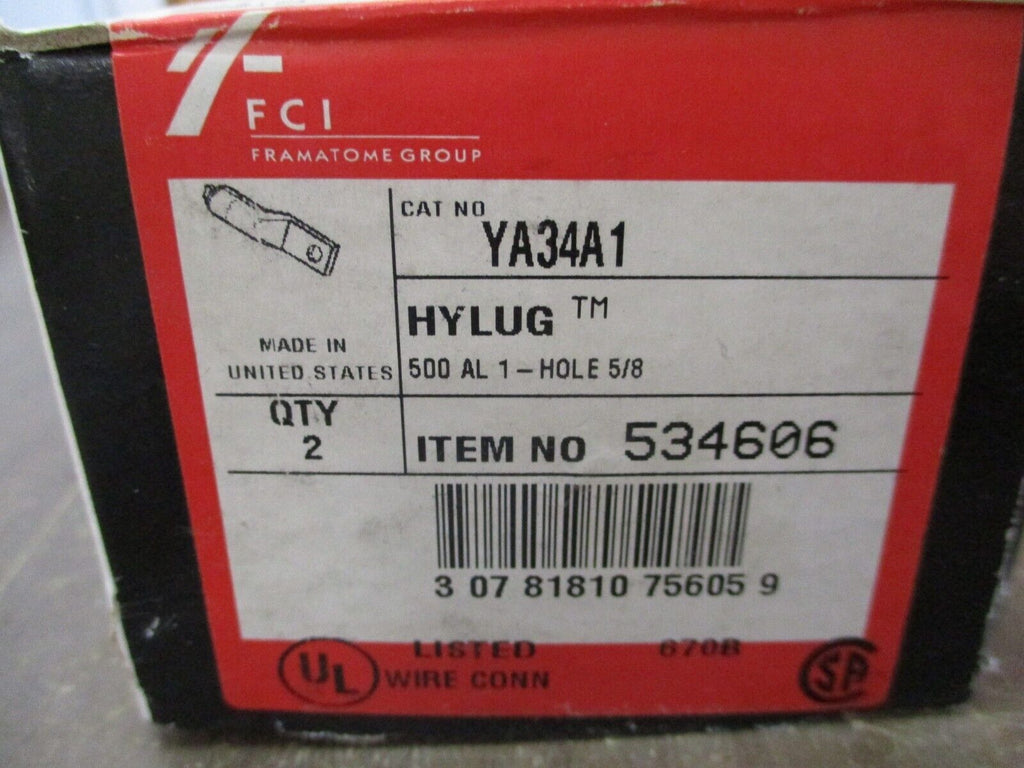 FCI
FRAMATOME GROUP
CAT NO
YA34A1
HYLUG ™
MADE IN
UNITED STATES
500 AL 1-HOLE 5/8
QTY
2
ITEM NO 534606
3 07 81810 75605 9
UL LISTED 670B
WIRE CONN
SA